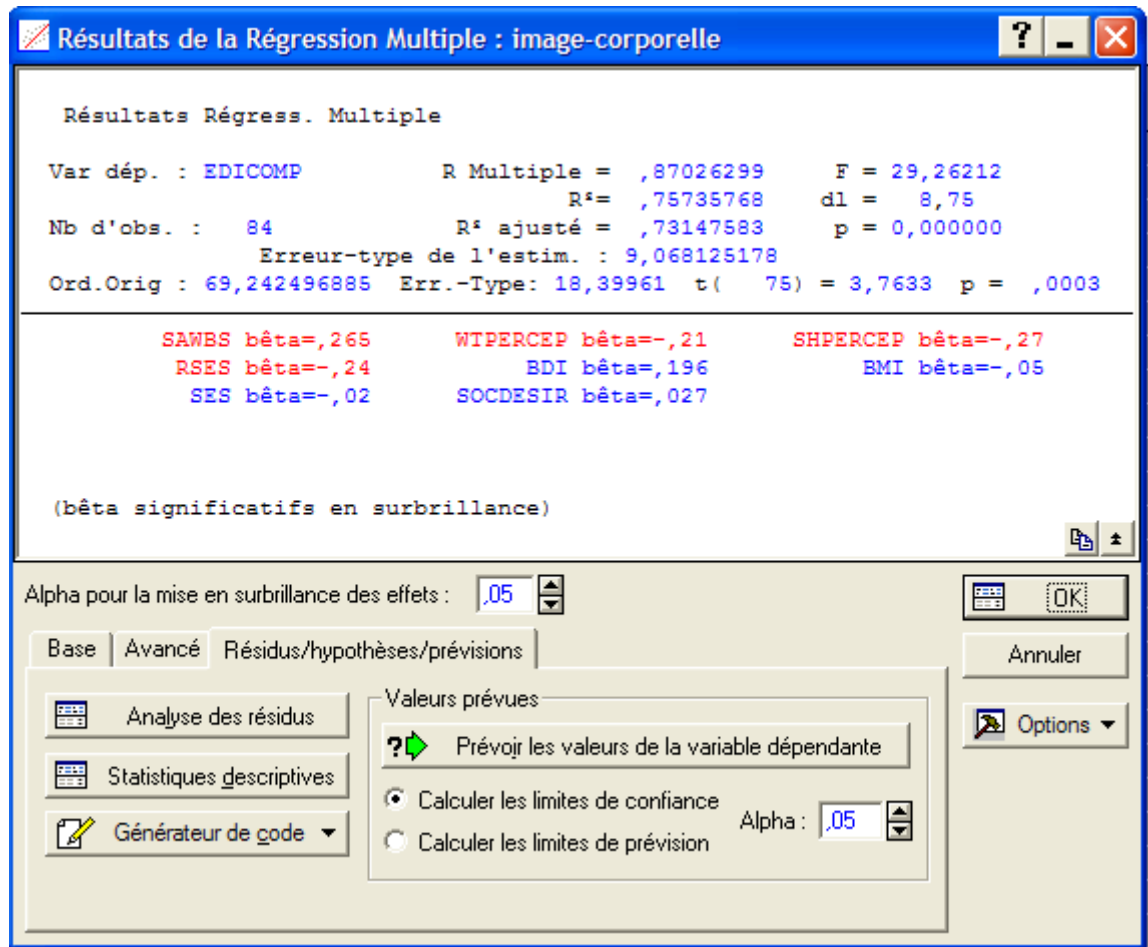 Résultats de la Régression Multiple : image-corporelle
Résultats Régress. Multiple
Var dép. : EDICOMP R Multiple = ,87026299 F = 29,26212
R²= ,75735768 dl = 8,75
Nb d'obs. : 84 R² ajusté = ,73147583 p = 0,000000
Erreur-type de l'estim. : 9,068125178
Ord.Orig : 69,242496885 Err.-Type: 18,39961 t( 75) = 3,7633 p = ,0003
SAWBS bêta=,265 WTPERCEP bêta=-,21 SHPERCEP bêta=-,27
RSES bêta=-,24 BDI bêta=,196 BMI bêta=-,05
SES bêta=-,02 SOCDESIR bêta=,027
(bêta significatifs en surbrillance)
Alpha pour la mise en surbrillance des effets : ,05
OK
Base Avancé Résidus/hypothèses/prévisions
Annuler
Options
Analyse des résidus
Statistiques descriptives
Générateur de code
Valeurs prévues
Prévoir les valeurs de la variable dépendante
Calculer les limites de confiance
Calculer les limites de prévision
Alpha : ,05